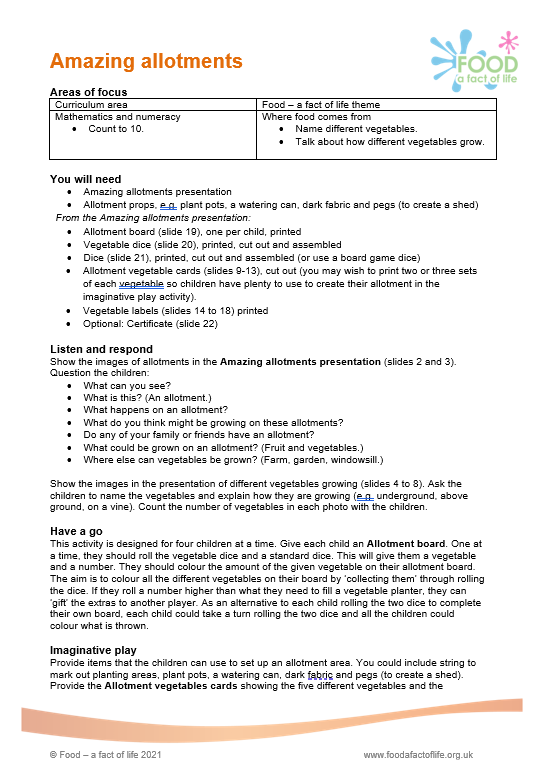 Amazing allotments
FOOD
a fact of life
Areas of focus
Curriculum area
Food – a fact of life theme
Mathematics and numeracy
• Count to 10.
Where food comes from
• Name different vegetables.
• Talk about how different vegetables grow.
You will need
• Amazing allotments presentation
• Allotment props, e.g. plant pots, a watering can, dark fabric and pegs (to create a shed)
From the Amazing allotments presentation:
• Allotment board (slide 19), one per child, printed
• Vegetable dice (slide 20), printed, cut out and assembled
• Dice (slide 21), printed, cut out and assembled (or use a board game dice)
• Allotment vegetable cards (slides 9-13), cut out (you may wish to print two or three sets
of each vegetable so children have plenty to use to create their allotment in the
imaginative play activity).
• Vegetable labels (slides 14 to 18) printed
• Optional: Certificate (slide 22)
Listen and respond
Show the images of allotments in the Amazing allotments presentation (slides 2 and 3).
Question the children:
• What can you see?
• What is this? (An allotment.)
• What happens on an allotment?
• What do you think might be growing on these allotments?
• Do any of your family or friends have an allotment?
• What could be grown on an allotment? (Fruit and vegetables.)
• Where else can vegetables be grown? (Farm, garden, windowsill.)
Show the images in the presentation of different vegetables growing (slides 4 to 8). Ask the
children to name the vegetables and explain how they are growing (e.g. underground, above
ground, on a vine). Count the number of vegetables in each photo with the children.
Have a go
This activity is designed for four children at a time. Give each child an Allotment board. One at
a time, they should roll the vegetable dice and a standard dice. This will give them a vegetable
and a number. They should colour the amount of the given vegetable on their allotment board.
The aim is to colour all the different vegetables on their board by ‘collecting them’ through rolling
the dice. If they roll a number higher than what they need to fill a vegetable planter, they can
‘gift’ the extras to another player. As an alternative to each child rolling the two dice to complete
their own board, each child could take a turn rolling the two dice and all the children could
colour what is thrown.
Imaginative play
Provide items that the children can use to set up an allotment area. You could include string to
mark out planting areas, plant pots, a watering can, dark fabric and pegs (to create a shed).
Provide the Allotment vegetables cards showing the five different vegetables and the
© Food – a fact of life 2021
www.foodafactoflife.org.uk